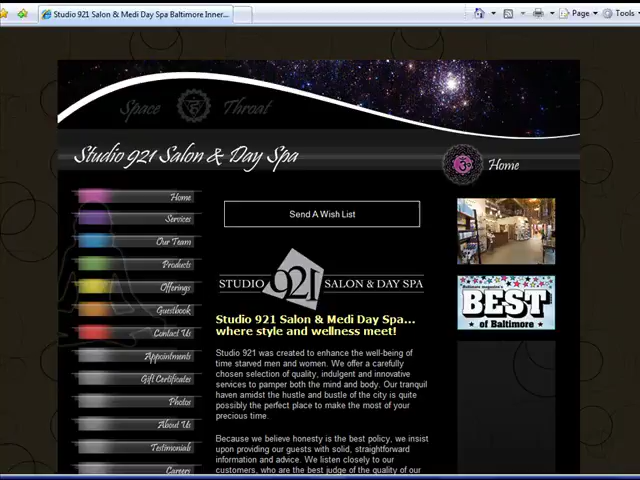 Studio 921 Salon & Medi Day Spa Baltimore Inner...
Page
Tools
Space
Throat
Studio 921 Salon & Day Spa
Home
Home
Services
Our Team
Products
Offerings
Guestbook
Contact Us
Appointments
Gift Certificates
Photos
About Us
Testimonials
Careers
Send A Wish List
STUDIO 921 SALON & DAY SPA
Studio 921 Salon & Medi Day Spa...
where style and wellness meet!
Studio 921 was created to enhance the well-being of
time starved men and women. We offer a carefully
chosen selection of quality, indulgent and innovative
services to pamper both the mind and body. Our tranquil
haven amidst the hustle and bustle of the city is quite
possibly the perfect place to make the most of your
precious time.
Because we believe honesty is the best policy, we insist
upon providing our guests with solid, straightforward
information and advice. We listen closely to our
customers, who are the best judge of the quality of our
Baltimore magazine's
BEST
of Baltimore